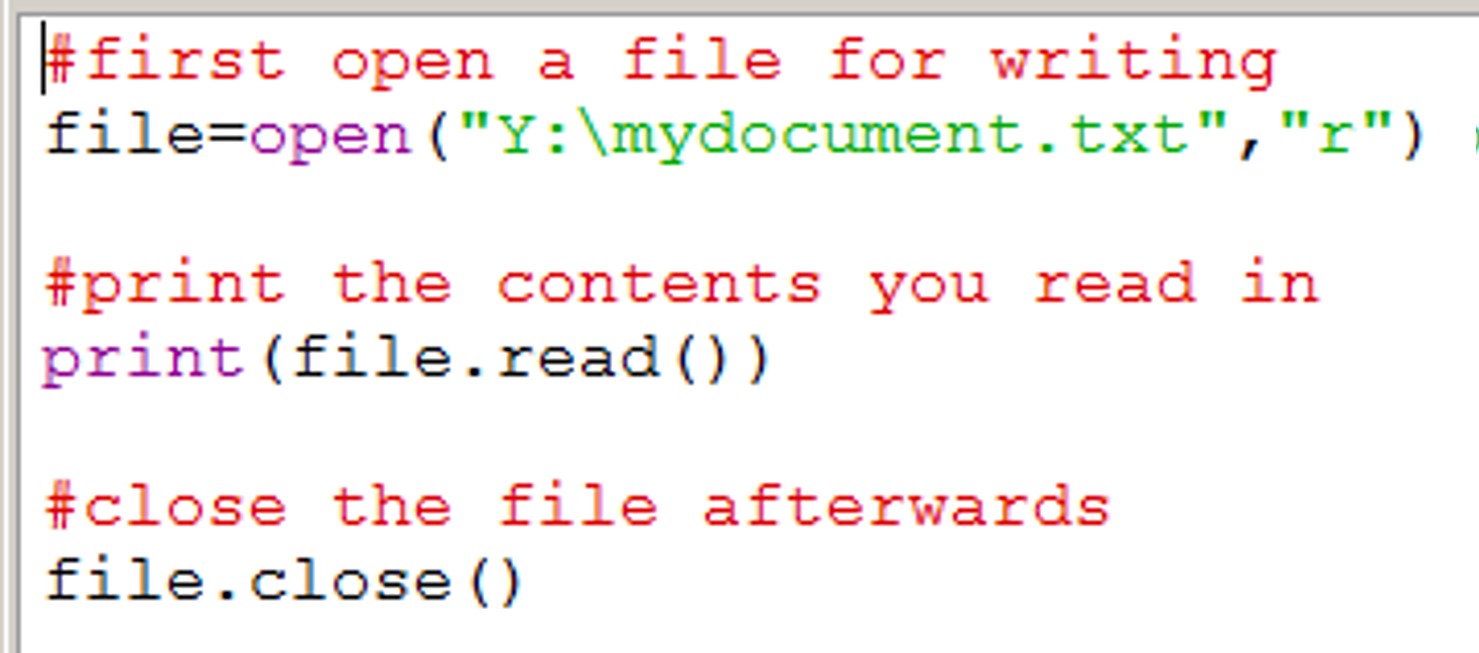 #first open a file for writing
file=open("Y:\mydocument.txt","r")
#print the contents you read in
print(file.read())
#close the file afterwards
file.close()